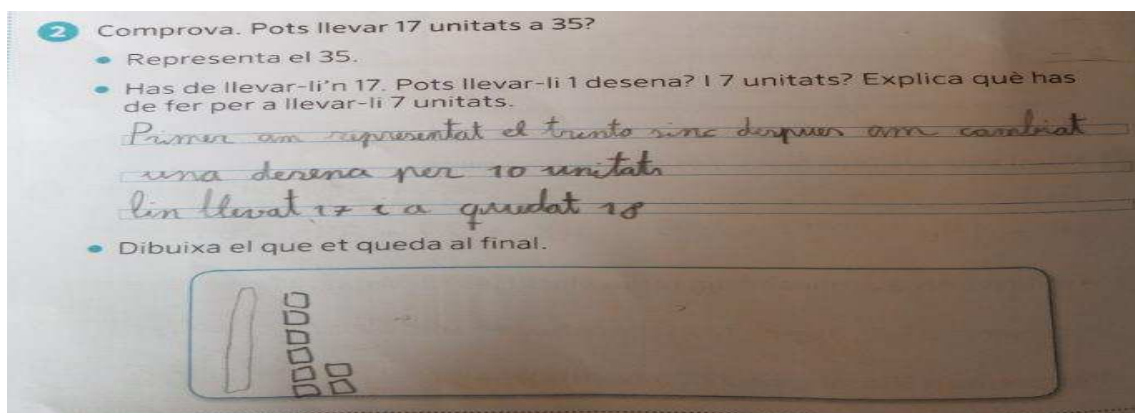 2 Comprova. Pots llevar 17 unitats a 35?
• Representa el 35.
• Has de llevar-li'n 17. Pots llevar-li 1 desena? I 7 unitats? Explica què has
de fer per a llevar-li 7 unitats.
Primer am representat el trenta sinc despues am cambiat
una desena per 10 unitats
lin llevat 17 i a quedat 18
• Dibuixa el que et queda al final.